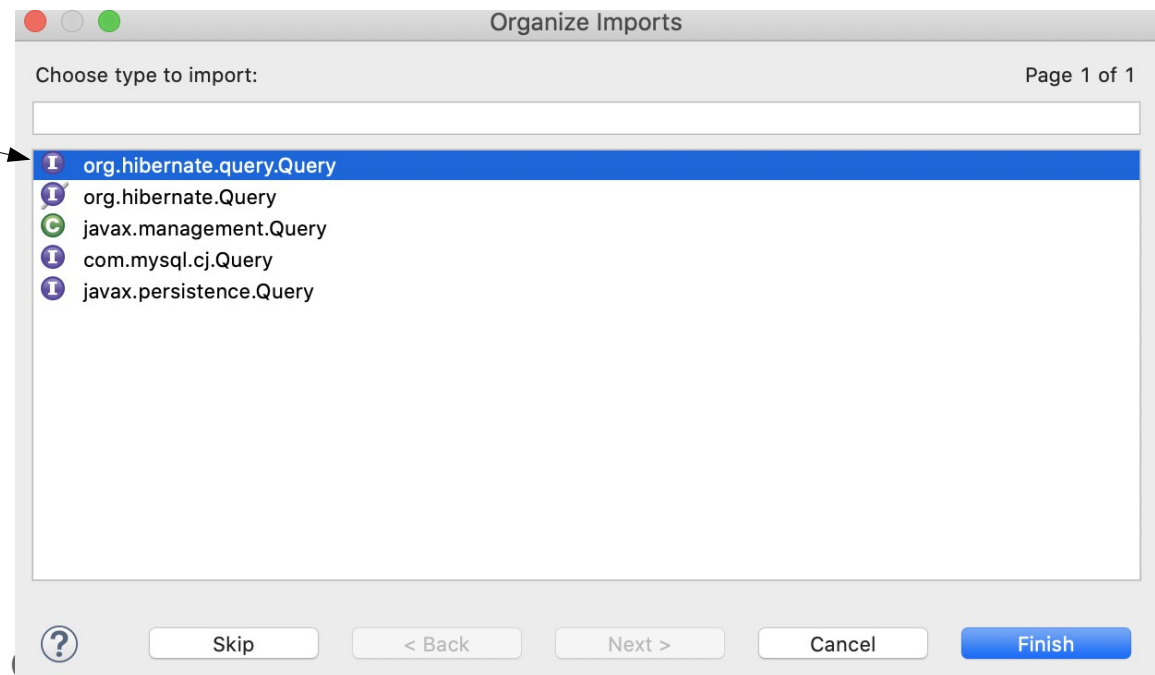 Organize Imports
Choose type to import: Page 1 of 1
I org.hibernate.query.Query
I org.hibernate.Query
C javax.management.Query
I com.mysql.cj.Query
I javax.persistence.Query
? Skip < Back Next > Cancel Finish